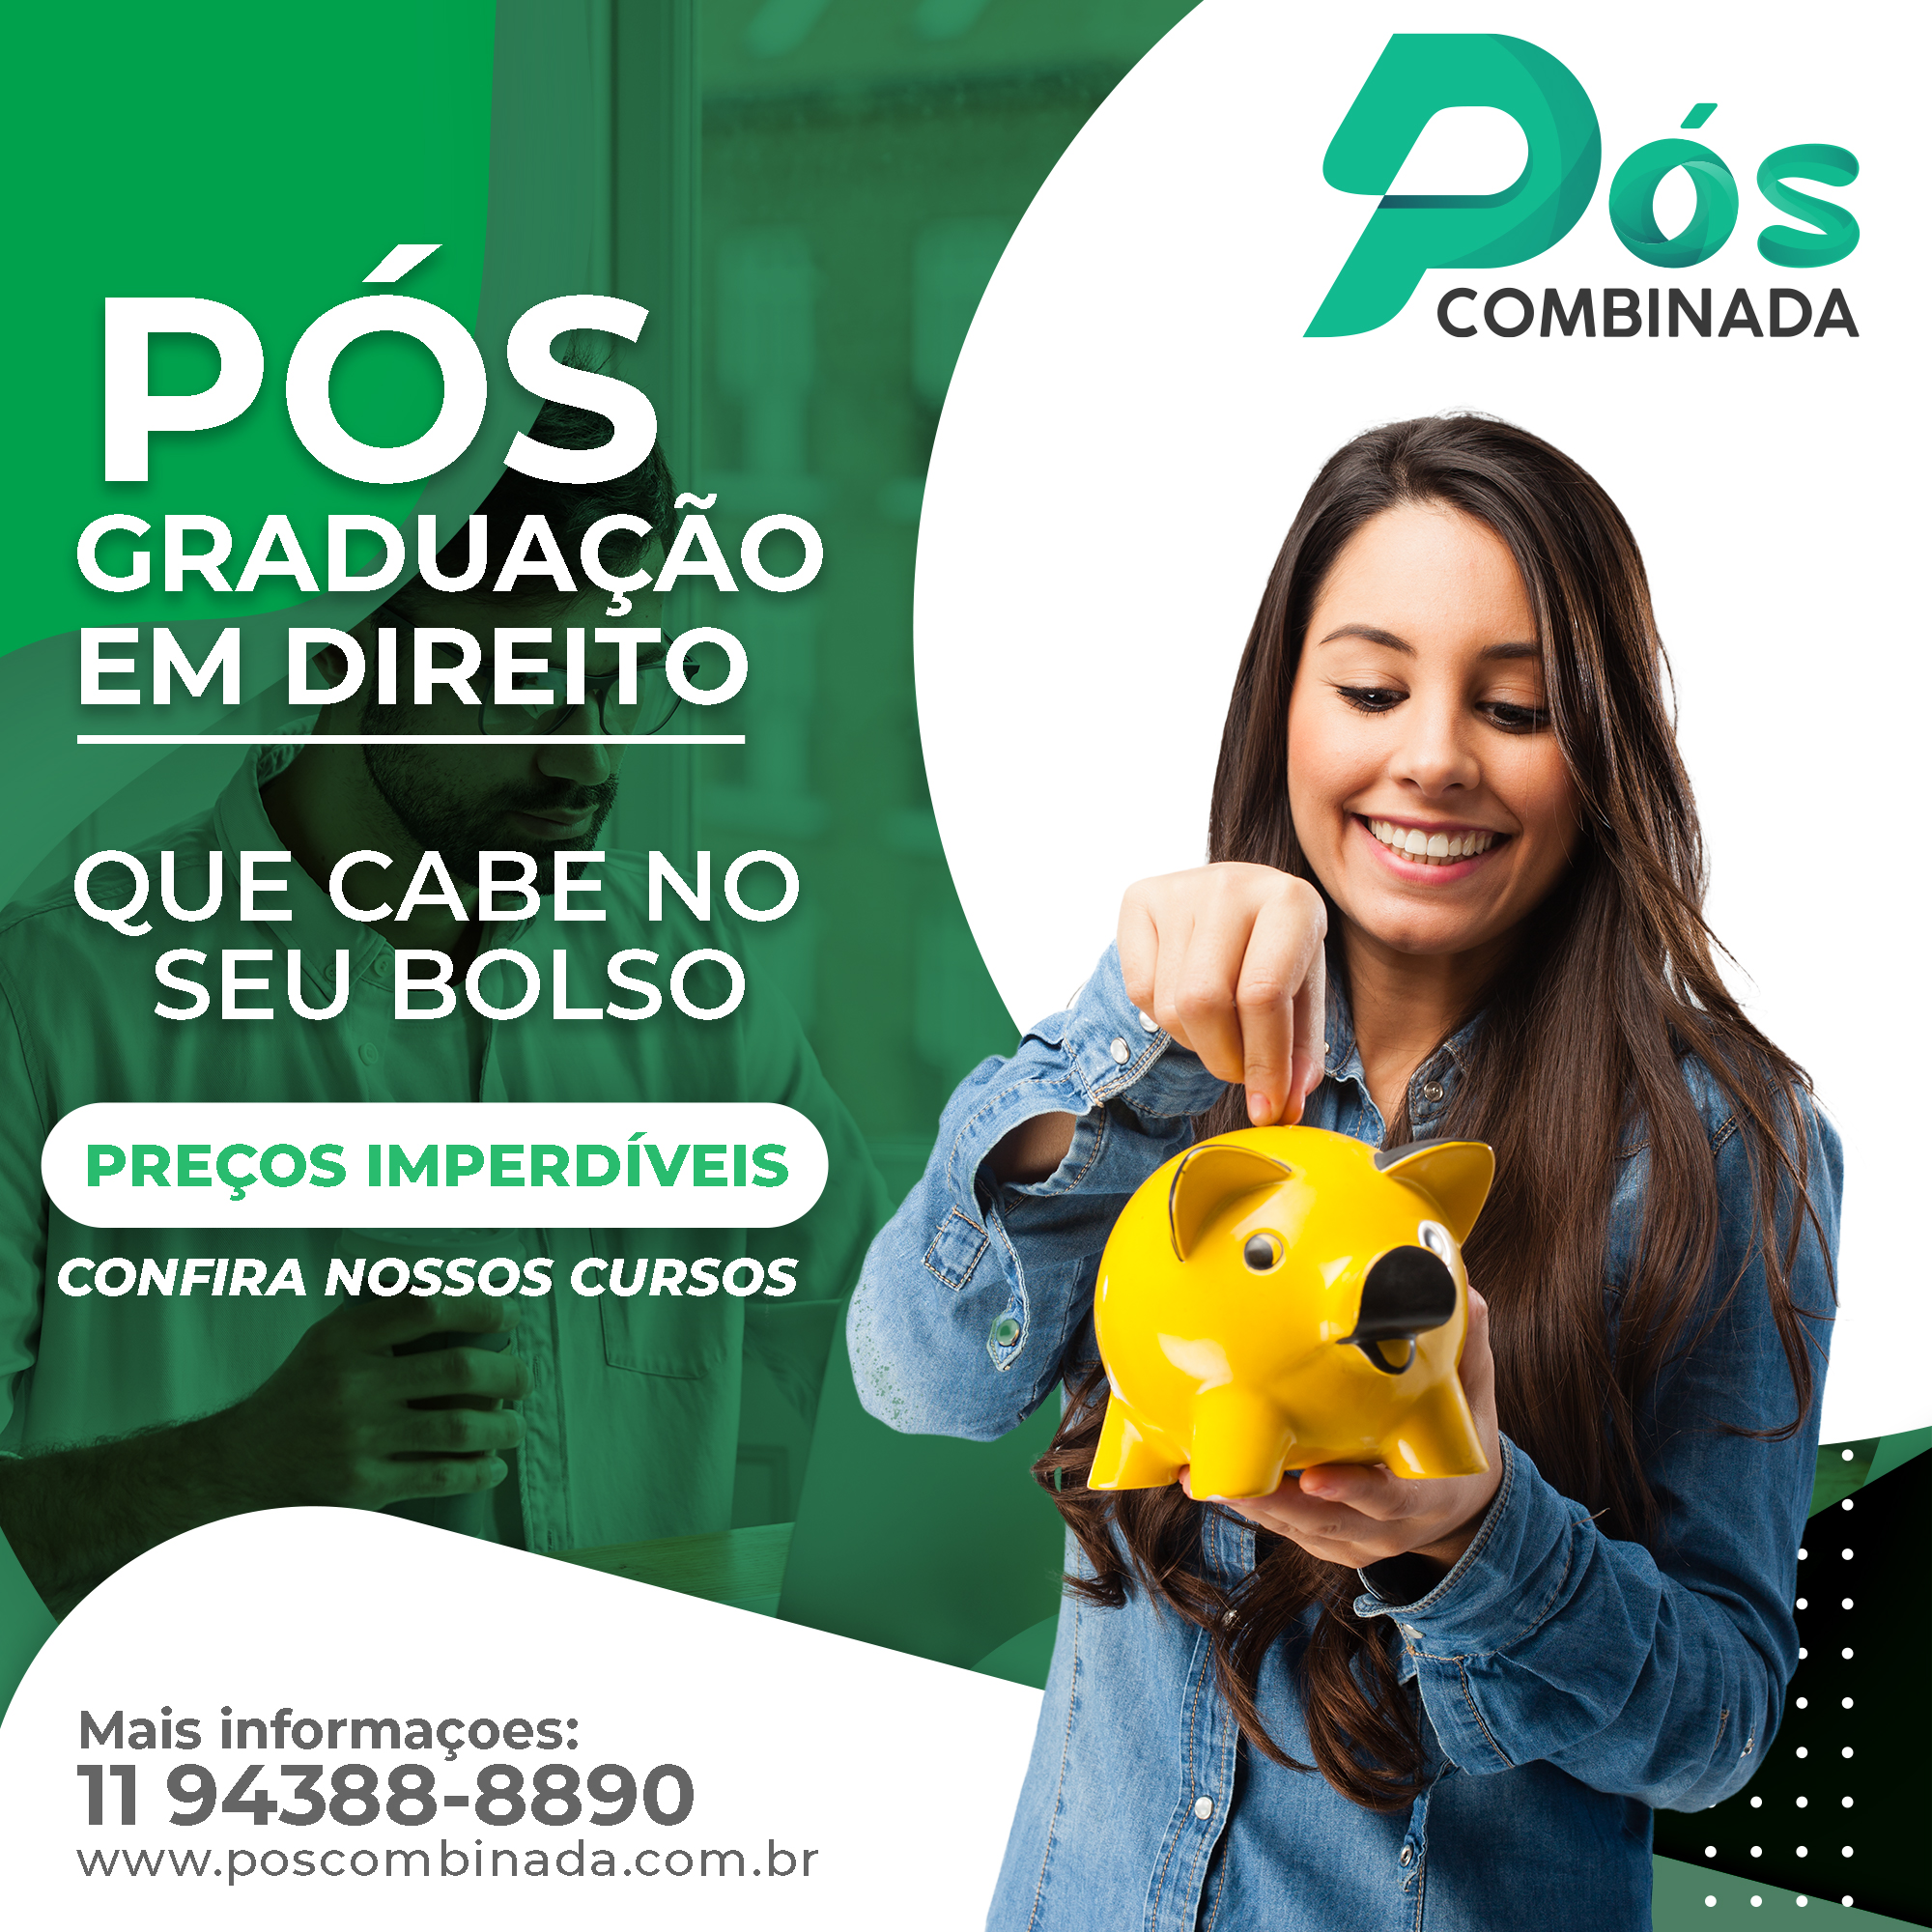 Pós
COMBINADA
PÓS
GRADUAÇÃO
EM DIREITO
QUE CABE NO
SEU BOLSO
PREÇOS IMPERDÍVEIS
CONFIRA NOSSOS CURSOS
Mais informaçoes:
11 94388-8890
www.poscombinada.com.br